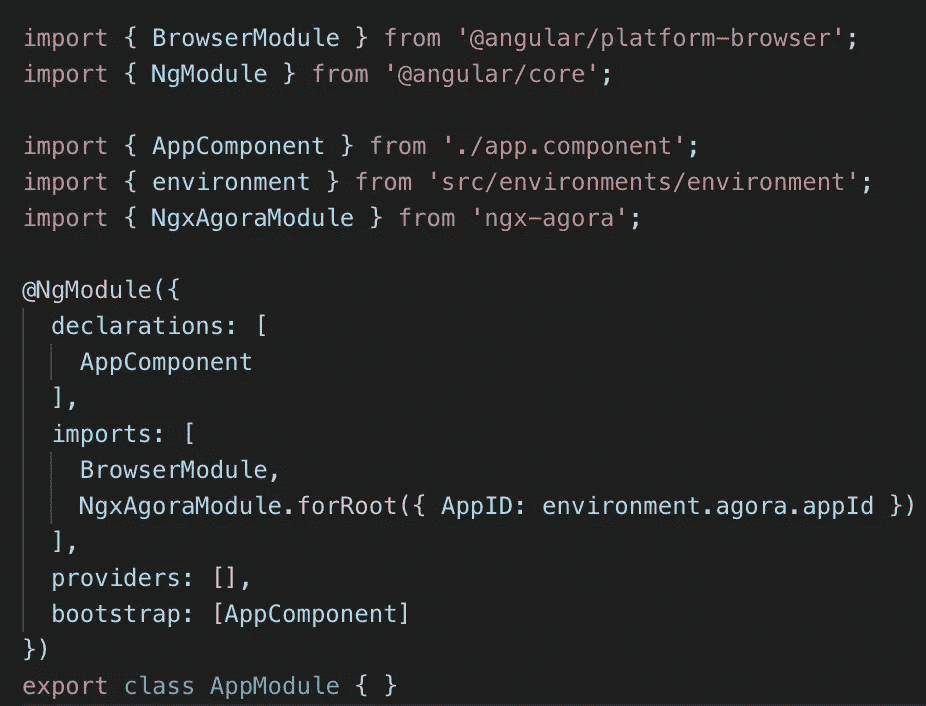 import { BrowserModule } from '@angular/platform-browser';
import { NgModule } from '@angular/core';

import { AppComponent } from './app.component';
import { environment } from 'src/environments/environment';
import { NgxAgoraModule } from 'ngx-agora';

@NgModule({
  declarations: [
    AppComponent
  ],
  imports: [
    BrowserModule,
    NgxAgoraModule.forRoot({ AppID: environment.agora.appId })
  ],
  providers: [],
  bootstrap: [AppComponent]
})
export class AppModule { }